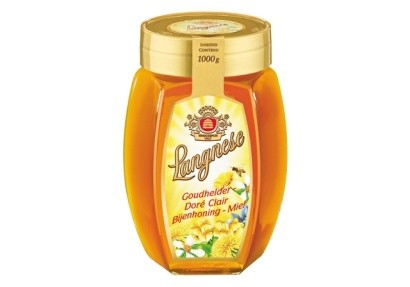 1000g
Langnese
Goudhelder
Doré Clair
Bijenhoning - Miel